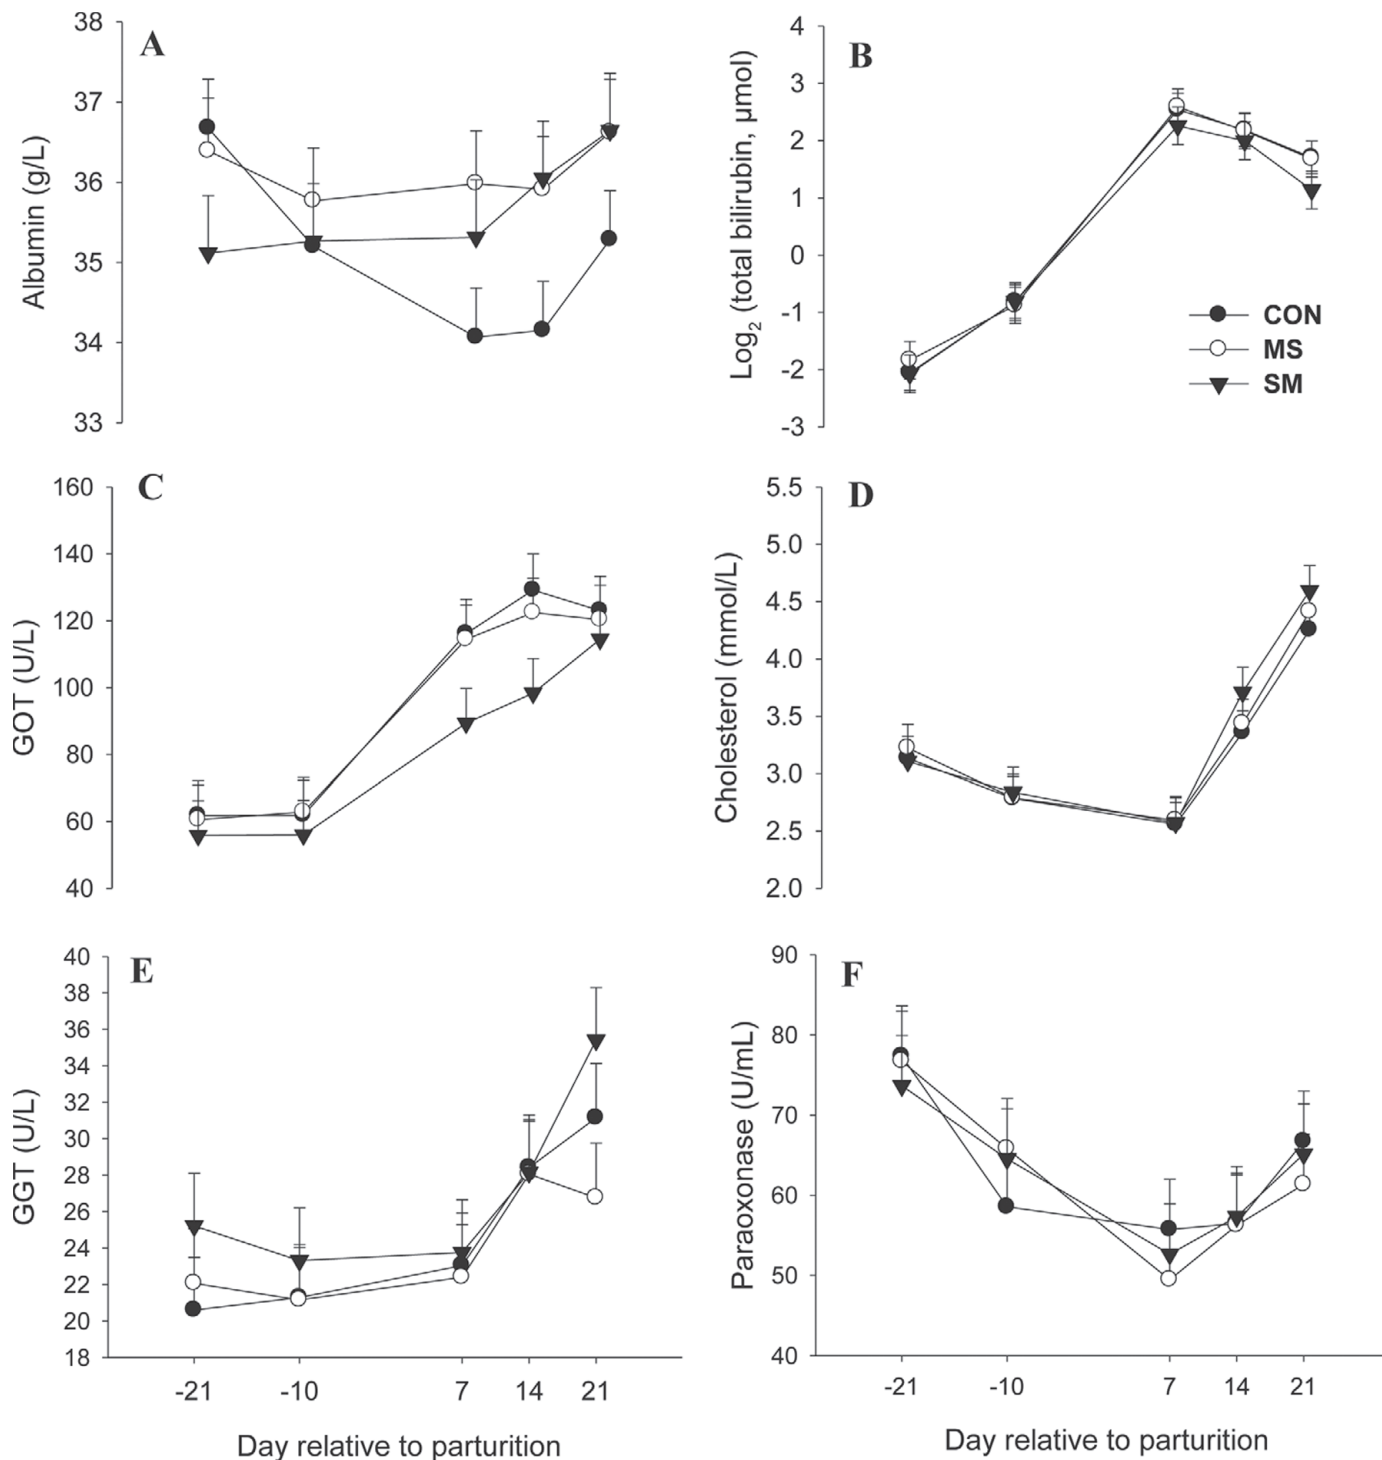 A
38
37
36
35
34
33
Albumin (g/L)
B
4
3
2
1
0
-1
-2
-3
Log2 (total bilirubin, µmol)
CON
MS
SM
C
160
140
120
100
80
60
40
GOT (U/L)
D
5.5
5.0
4.5
4.0
3.5
3.0
2.5
2.0
Cholesterol (mmol/L)
E
40
38
36
34
32
30
28
26
24
22
20
18
GGT (U/L)
-21 -10 7 14 21
Day relative to parturition
F
90
80
70
60
50
40
Paraoxonase (U/mL)
-21 -10 7 14 21
Day relative to parturition